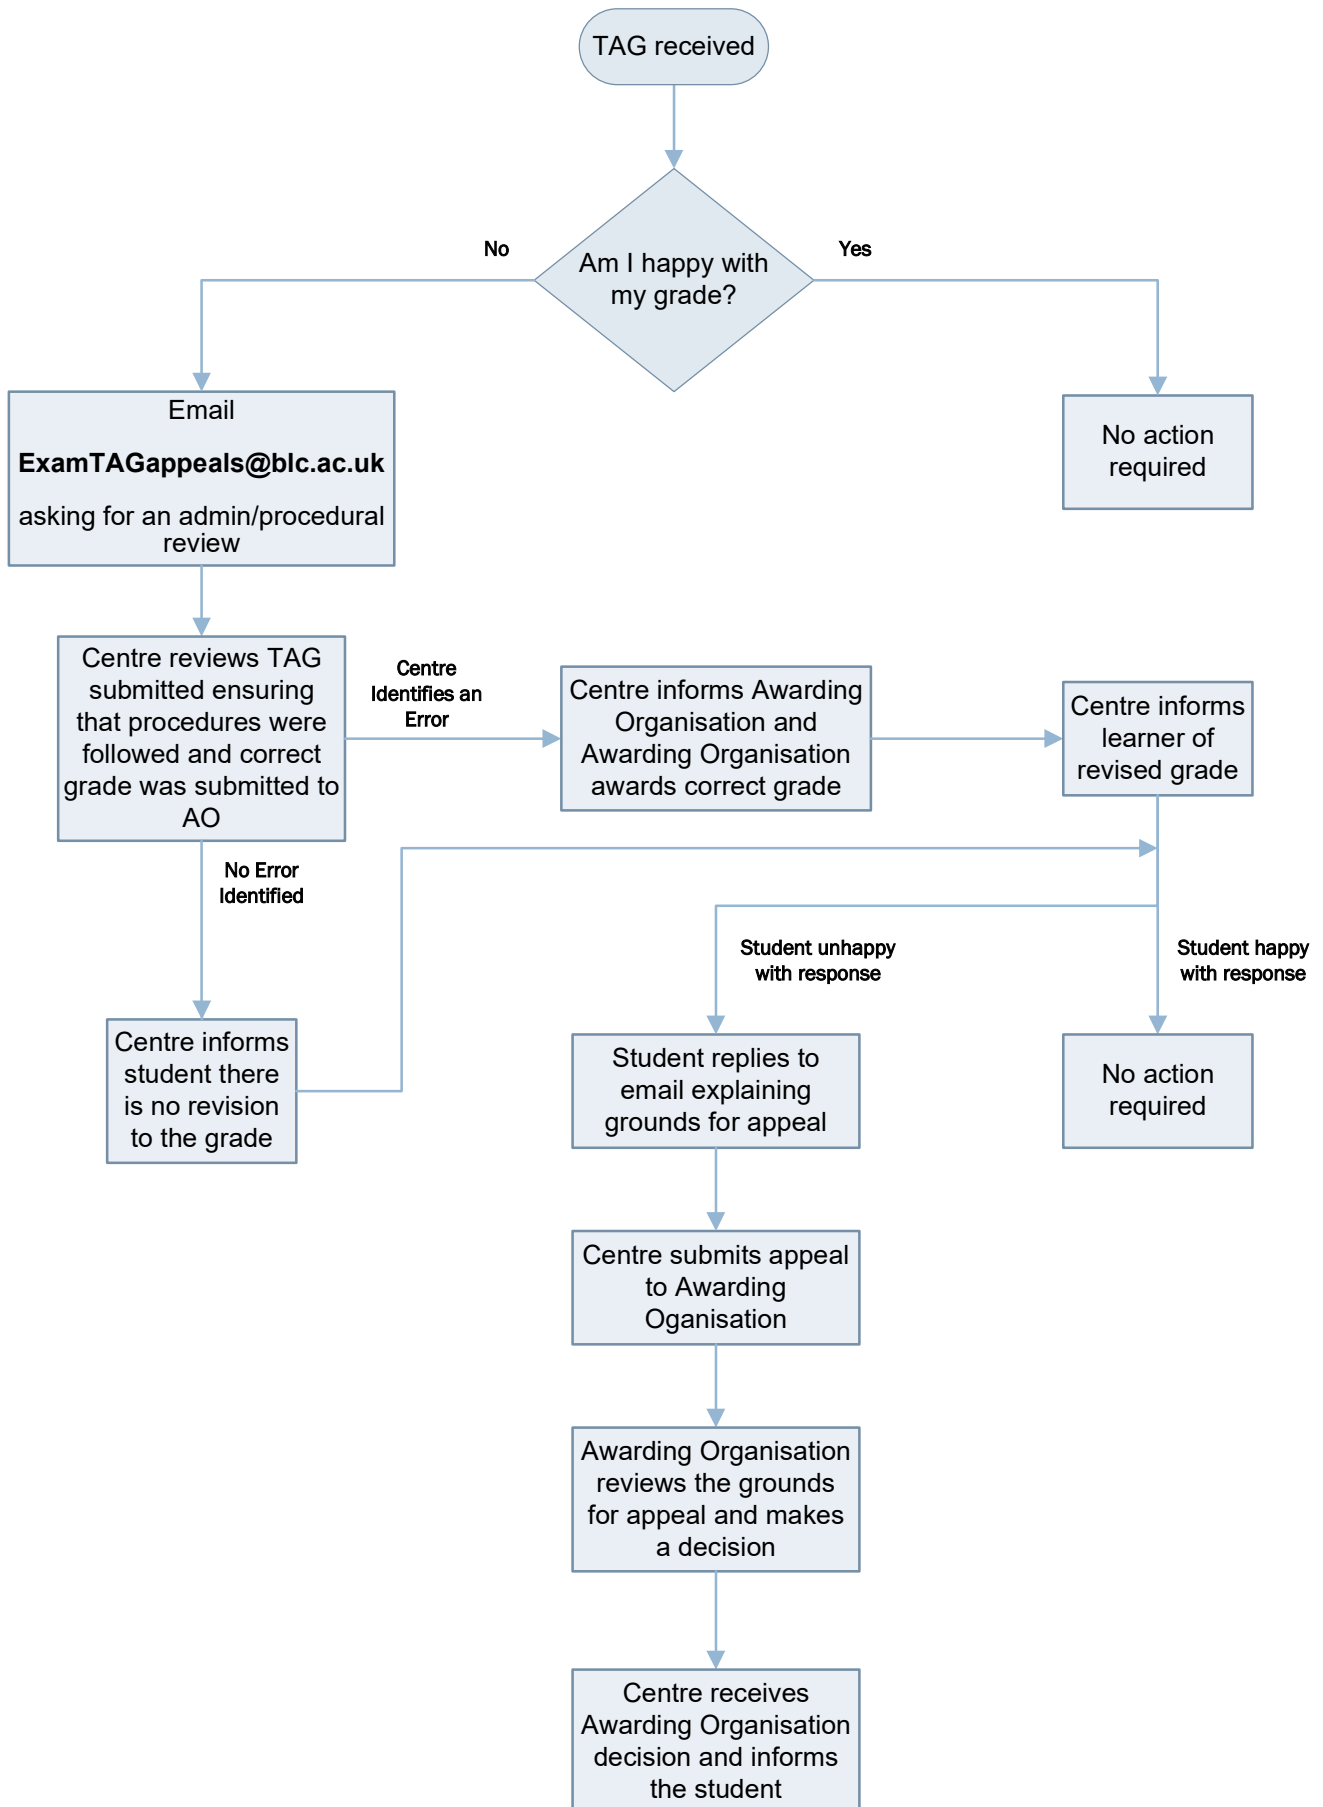 TAG received
No
Yes
Am I happy with
my grade?
Email
ExamTAGappeals@blc.ac.uk
asking for an admin/procedural
review
No action
required
Centre reviews TAG
submitted ensuring
that procedures were
followed and correct
grade was submitted to
AO
Centre
Identifies an
Error
Centre informs Awarding
Organisation and
Awarding Organisation
awards correct grade
Centre informs
learner of
revised grade
No Error
Identified
Student unhappy
with response
Student happy
with response
Centre informs
student there
is no revision
to the grade
Student replies to
email explaining
grounds for appeal
No action
required
Centre submits appeal
to Awarding
Oganisation
Awarding Organisation
reviews the grounds
for appeal and makes
a decision
Centre receives
Awarding Organisation
decision and informs
the student